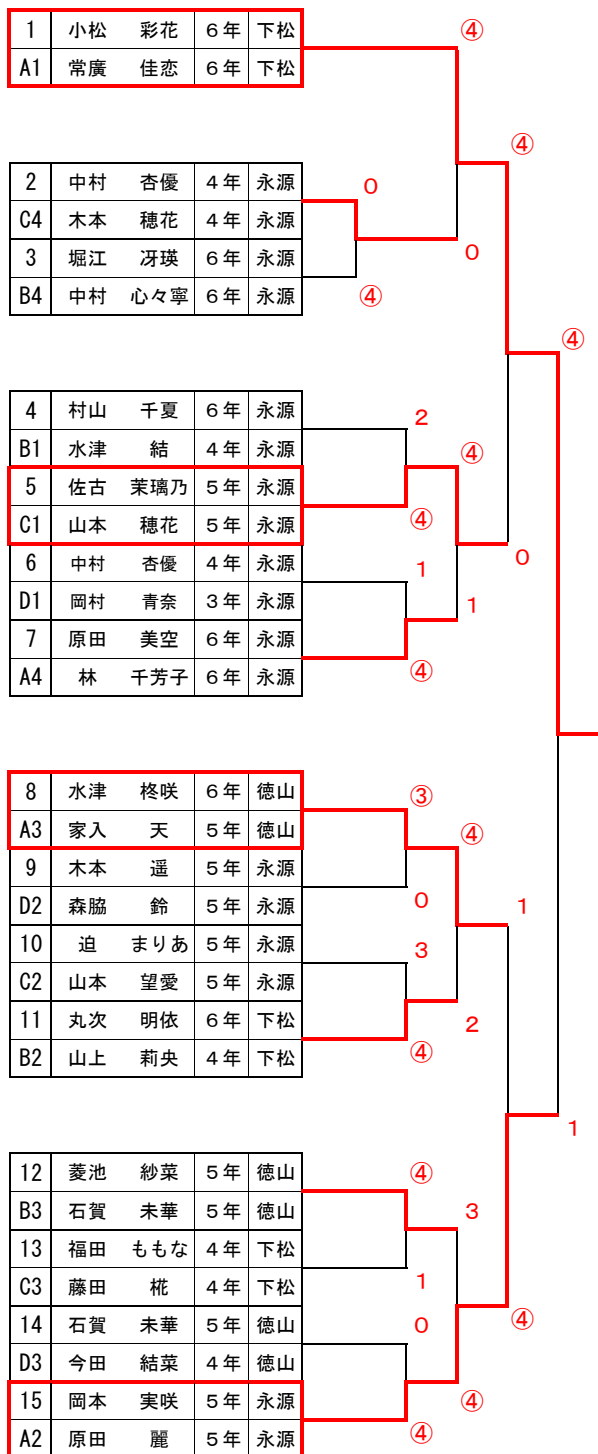 1 小松 彩花 6年 下松
④
A1 常廣 佳恋 6年 下松
④
2 中村 杏優 4年 永源
0
C4 木本 穂花 4年 永源
3 堀江 冴瑛 6年 永源
0
B4 中村 心々寧 6年 永源
④
④
4 村山 千夏 6年 永源
2
B1 水津 結 4年 永源
④
5 佐古 茉璃乃 5年 永源
C1 山本 穂花 5年 永源
④
6 中村 杏優 4年 永源
1
0
D1 岡村 青奈 3年 永源
1
7 原田 美空 6年 永源
A4 林 千芳子 6年 永源
④
8 水津 柊咲 6年 徳山
③
A3 家入 天 5年 徳山
④
9 木本 遥 5年 永源
D2 森脇 鈴 5年 永源
0
1
10 迫 まりあ 5年 永源
3
C2 山本 望愛 5年 永源
11 丸次 明依 6年 下松
2
B2 山上 莉央 4年 下松
④
1
12 菱池 紗菜 5年 徳山
④
B3 石賀 未華 5年 徳山
3
13 福田 ももな 4年 下松
C3 藤田 椛 4年 下松
1
14 石賀 未華 5年 徳山
0
④
D3 今田 結菜 4年 徳山
15 岡本 実咲 5年 永源
④
A2 原田 麗 5年 永源
④